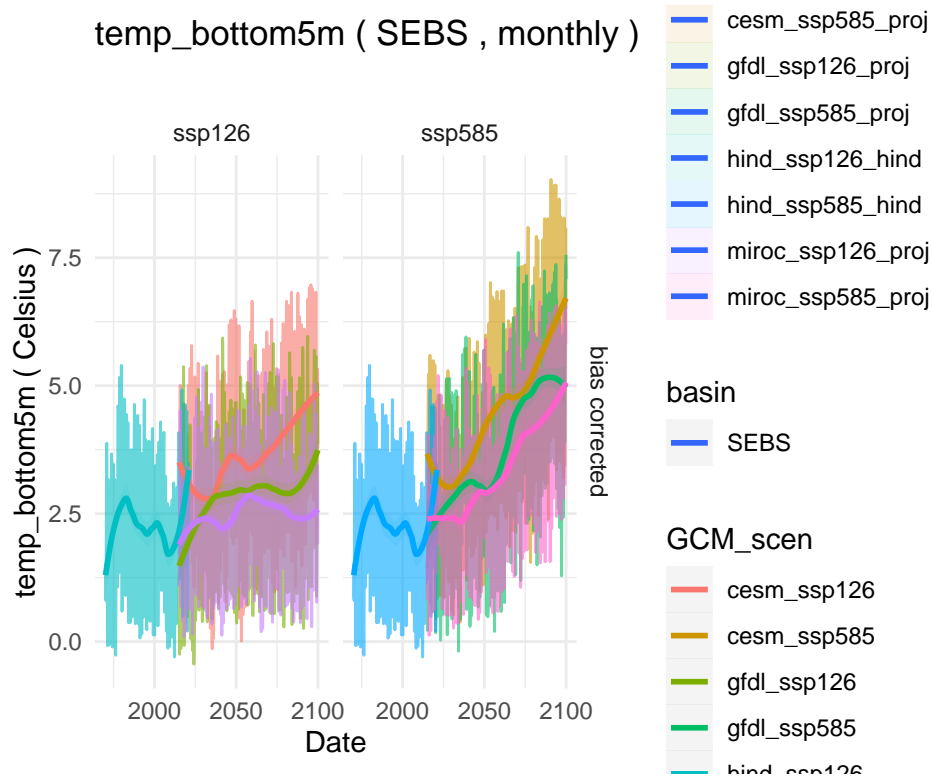 temp_bottom5m ( SEBS , monthly )
ssp126
ssp585
temp_bottom5m ( Celsius )
7.5
5.0
2.5
0.0
2000 2050 2100
2000 2050 2100
Date
bias corrected
cesm_ssp585_proj
gfdl_ssp126_proj
gfdl_ssp585_proj
hind_ssp126_hind
hind_ssp585_hind
miroc_ssp126_proj
miroc_ssp585_proj
basin
SEBS
GCM_scen
cesm_ssp126
cesm_ssp585
gfdl_ssp126
gfdl_ssp585
hind_ssp126